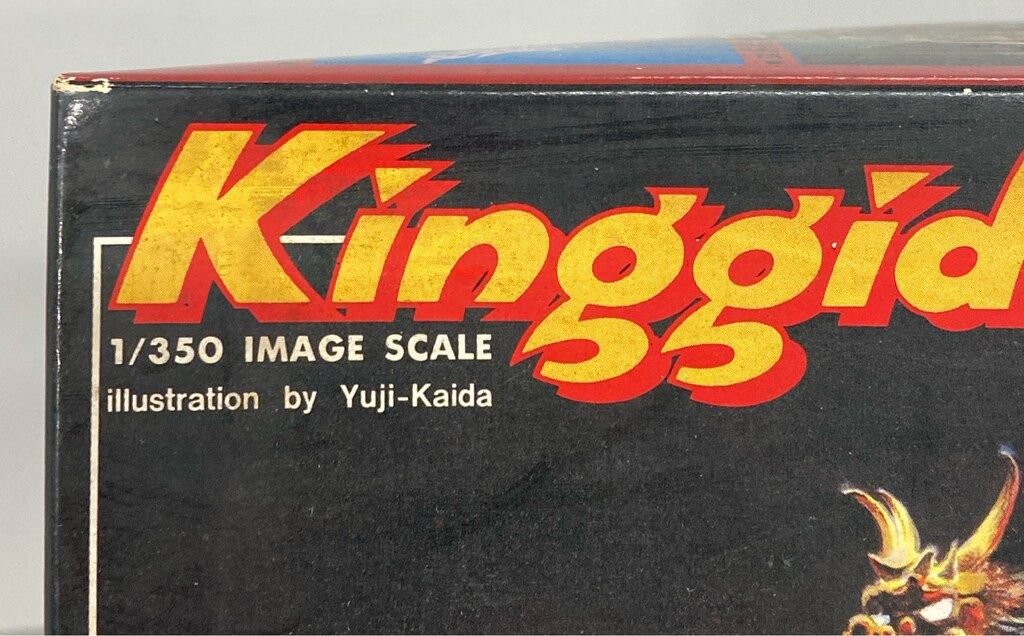 Kinggid
1/350 IMAGE SCALE
illustration by Yuji-Kaida